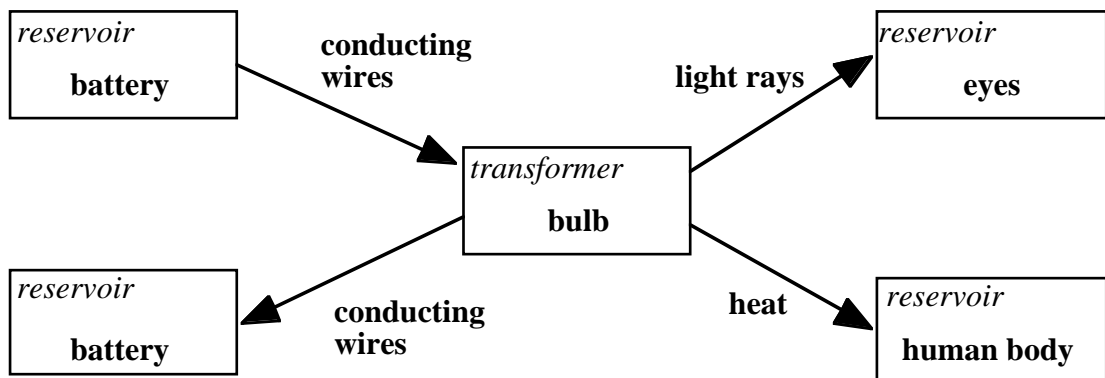 reservoir
battery
conducting
wires
light rays
reservoir
eyes
transformer
bulb
reservoir
battery
conducting
wires
heat
reservoir
human body